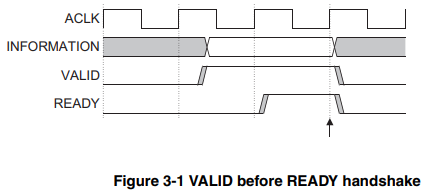 ACLK
INFORMATION
VALID
READY
Figure 3-1 VALID before READY handshake